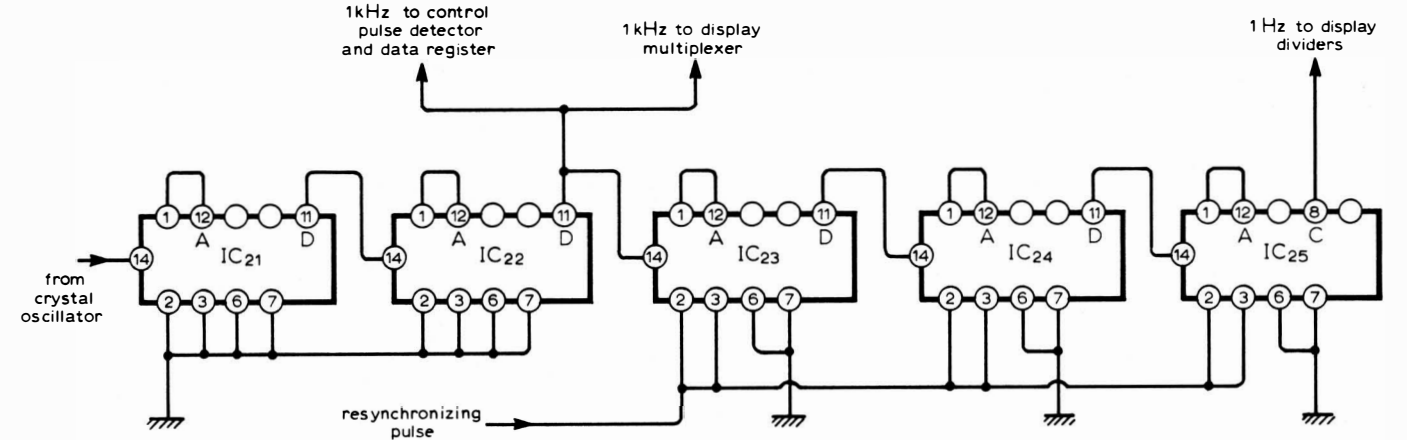 1kHz to control
pulse detector
and data register
1kHz to display
multiplexer
1Hz to display
dividers
1 12 11
A D
14 IC21
2 3 6 7
from
crystal
oscillator
1 12 11
A D
14 IC22
2 3 6 7
1 12 11
A D
14 IC23
2 3 6 7
1 12 11
A D
14 IC24
2 3 6 7
1 12 8
A C
14 IC25
2 3 6 7
resynchronizing
pulse